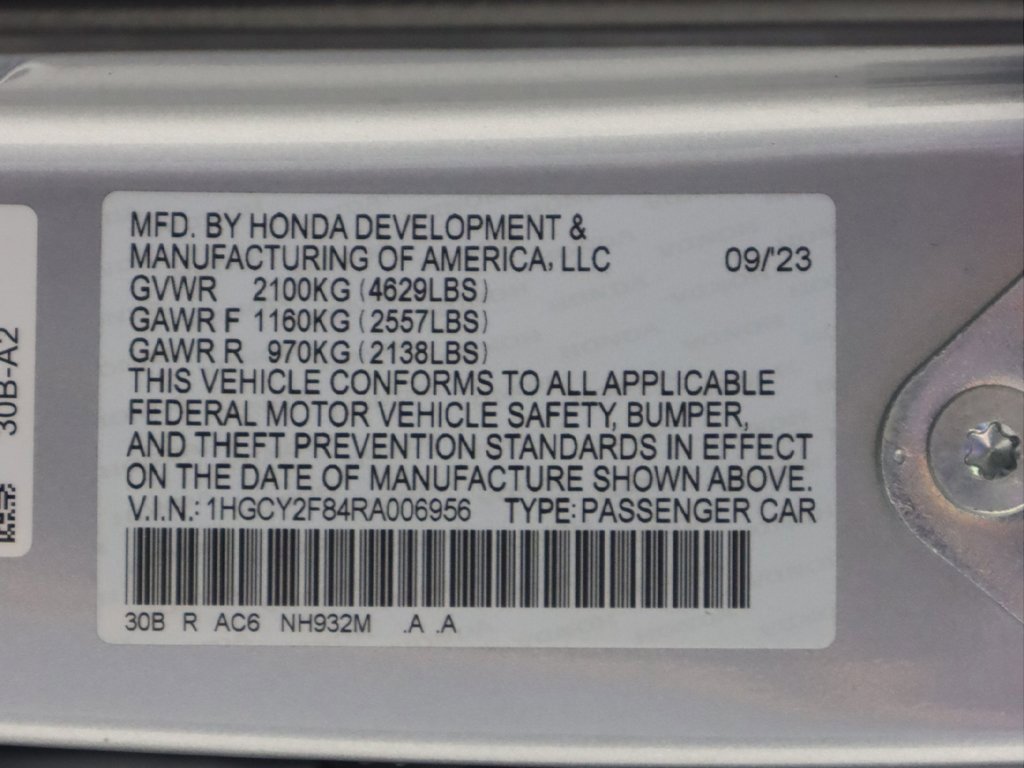 MFD. BY HONDA DEVELOPMENT &
MANUFACTURING OF AMERICA, LLC 09/'23
GVWR 2100KG (4629LBS)
GAWR F 1160KG (2557LBS)
GAWR R 970KG (2138LBS)
THIS VEHICLE CONFORMS TO ALL APPLICABLE
FEDERAL MOTOR VEHICLE SAFETY, BUMPER,
AND THEFT PREVENTION STANDARDS IN EFFECT
ON THE DATE OF MANUFACTURE SHOWN ABOVE.
V.I.N.: 1HGCY2F84RA006956 TYPE: PASSENGER CAR
30B R AC6 NH932M .A .A
30B-A2